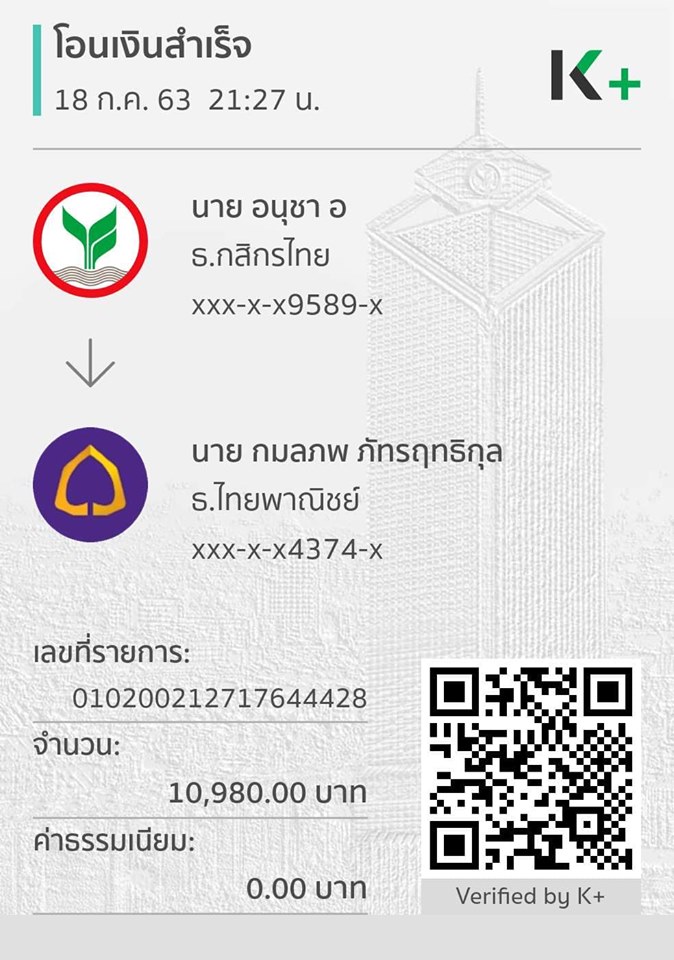 โอนเงินสำเร็จ
18 ก.ค. 63 21:27 น.
K+
นาย อนุชา อ
ธ.กสิกรไทย
xxx-x-x9589-x
นาย กมลภพ ภัทรฤทธิกุล
ธ.ไทยพาณิชย์
xxx-x-x4374-x
เลขที่รายการ:
010200212717644428
จำนวน:
10,980.00 บาท
ค่าธรรมเนียม:
0.00 บาท
Verified by K+